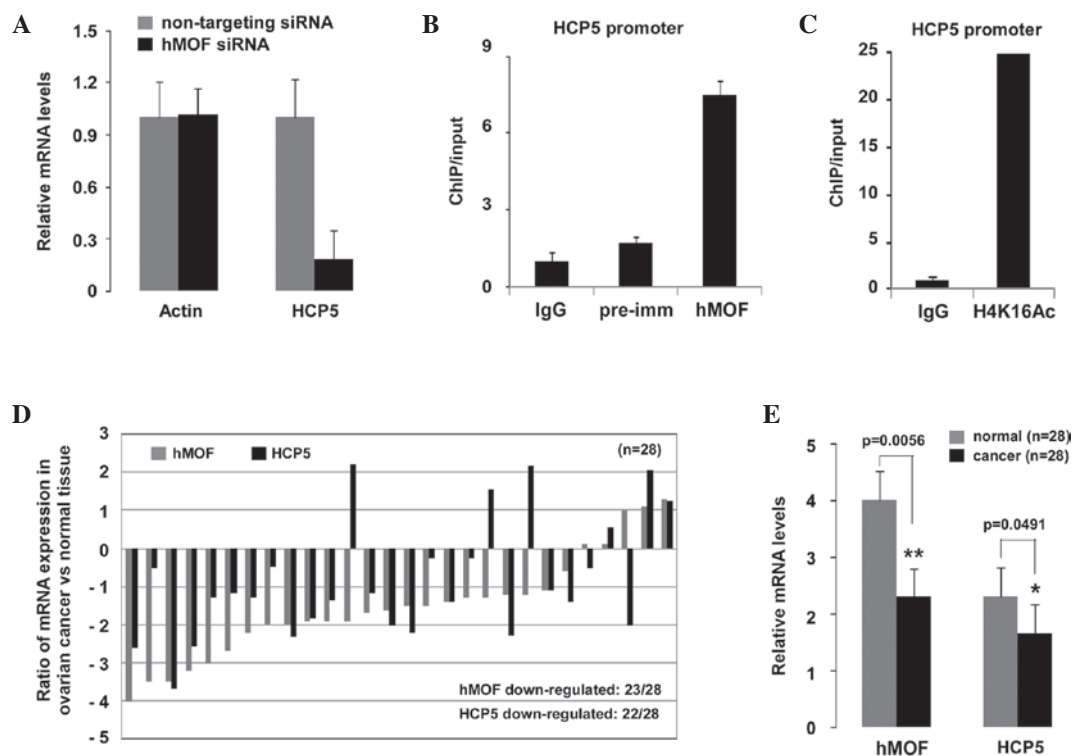 A
non-targeting siRNA
hMOF siRNA
Relative mRNA levels
1.5
1.2
0.9
0.6
0.3
0
Actin
HCP5
B
HCP5 promoter
ChIP/input
9
6
3
0
IgG
pre-imm
hMOF
C
HCP5 promoter
ChIP/input
25
20
15
10
5
0
IgG
H4K16Ac
D
Ratio of mRNA expression in
ovarian cancer vs normal tissue
3
2
1
0
- 1
- 2
- 3
- 4
- 5
hMOF
HCP5
(n=28)
hMOF down-regulated: 23/28
HCP5 down-regulated: 22/28
E
normal (n=28)
cancer (n=28)
Relative mRNA levels
5
4
3
2
1
0
p=0.0056
**
p=0.0491
*
hMOF
HCP5